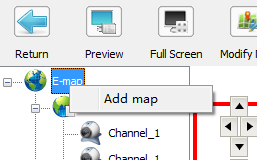 Return Preview Full Screen Modify
E-map
Add map
Channel_1
Channel_1